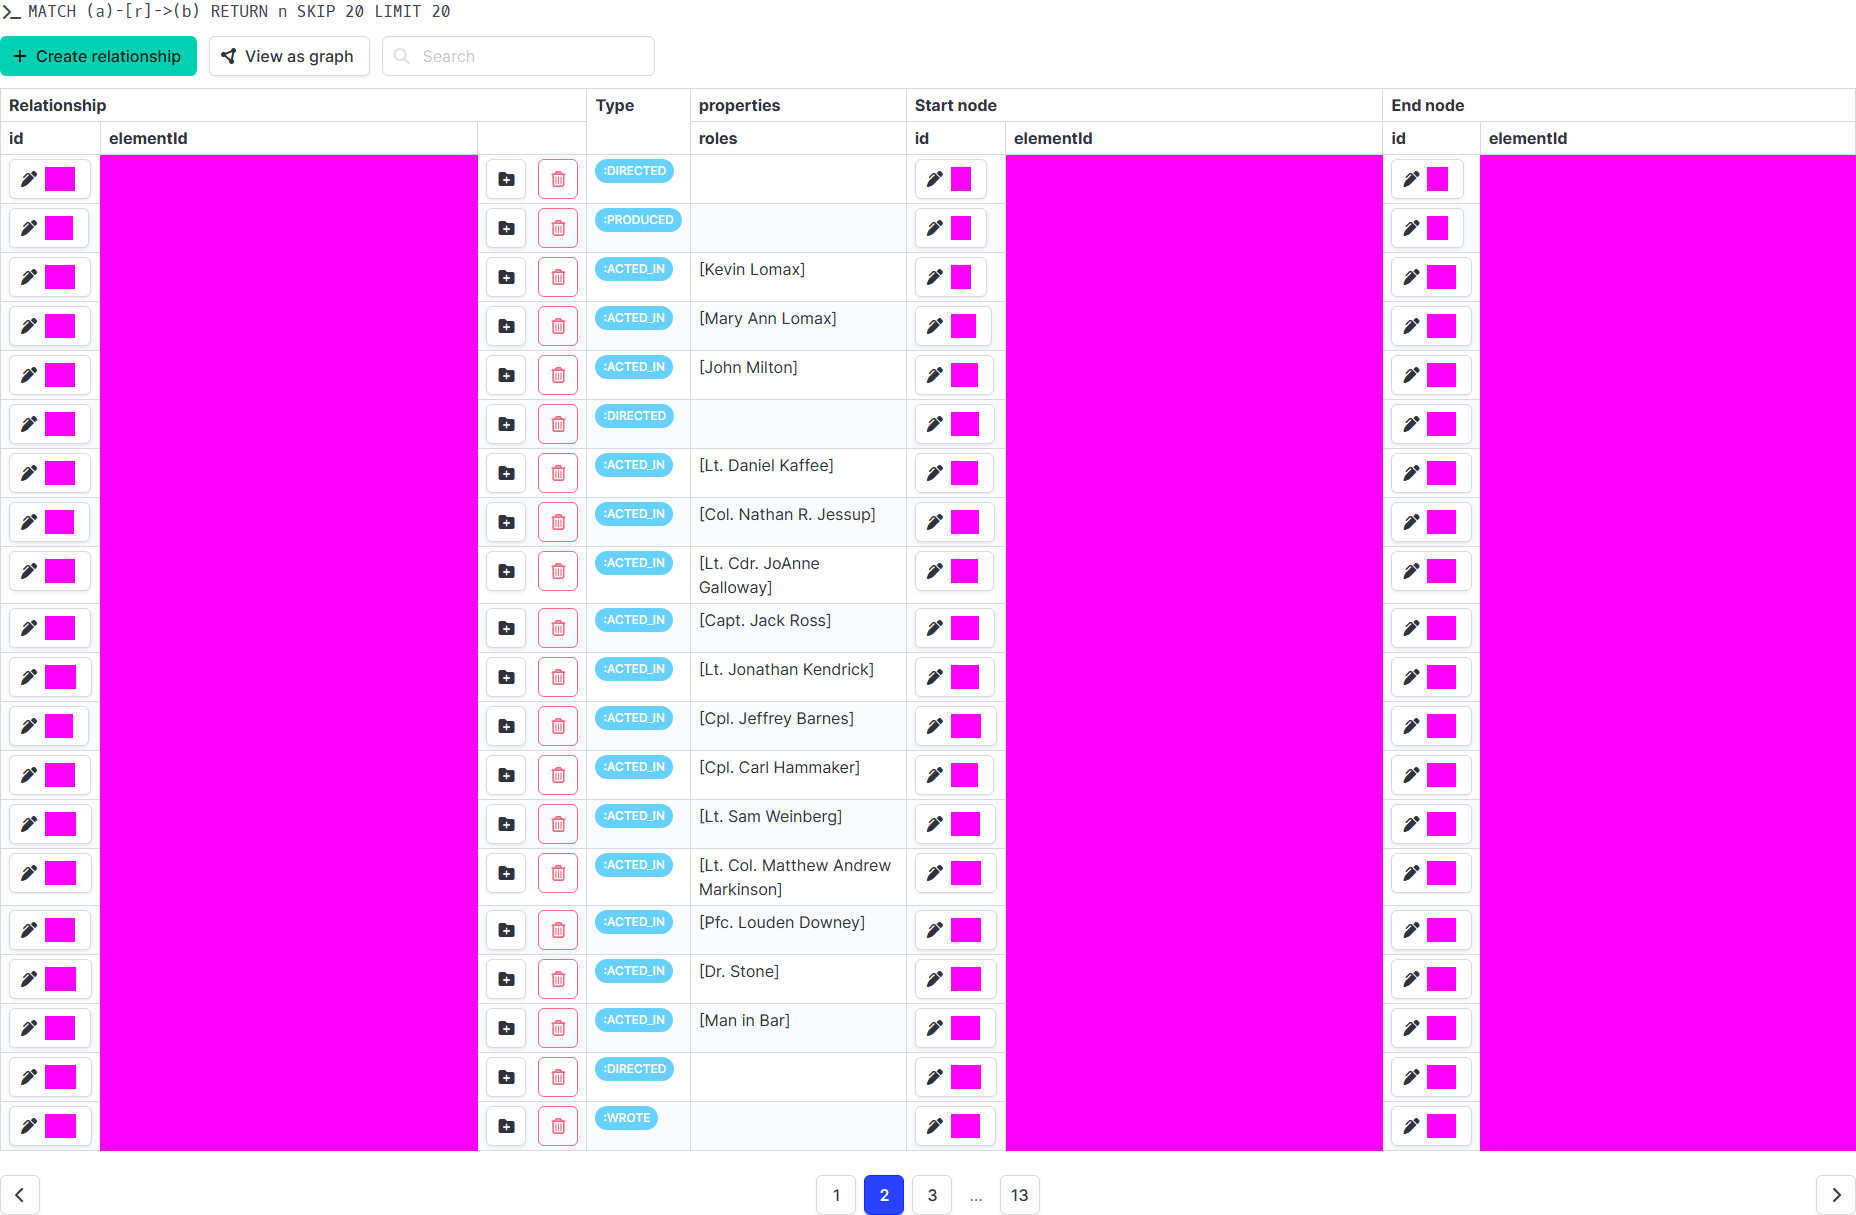 MATCH (a)-[r]->(b) RETURN n SKIP 20 LIMIT 20
Create relationship View as graph Search
Relationship Type properties Start node End node
id elementId roles id elementId id elementId
:DIRECTED
:PRODUCED
:ACTED_IN [Kevin Lomax]
:ACTED_IN [Mary Ann Lomax]
:ACTED_IN [John Milton]
:DIRECTED
:ACTED_IN [Lt. Daniel Kaffee]
:ACTED_IN [Col. Nathan R. Jessup]
:ACTED_IN [Lt. Cdr. JoAnne
Galloway]
:ACTED_IN [Capt. Jack Ross]
:ACTED_IN [Lt. Jonathan Kendrick]
:ACTED_IN [Cpl. Jeffrey Barnes]
:ACTED_IN [Cpl. Carl Hammaker]
:ACTED_IN [Lt. Sam Weinberg]
:ACTED_IN [Lt. Col. Matthew Andrew
Markinson]
:ACTED_IN [Pfc. Louden Downey]
:ACTED_IN [Dr. Stone]
:ACTED_IN [Man in Bar]
:DIRECTED
:WROTE
1 2 3 ... 13